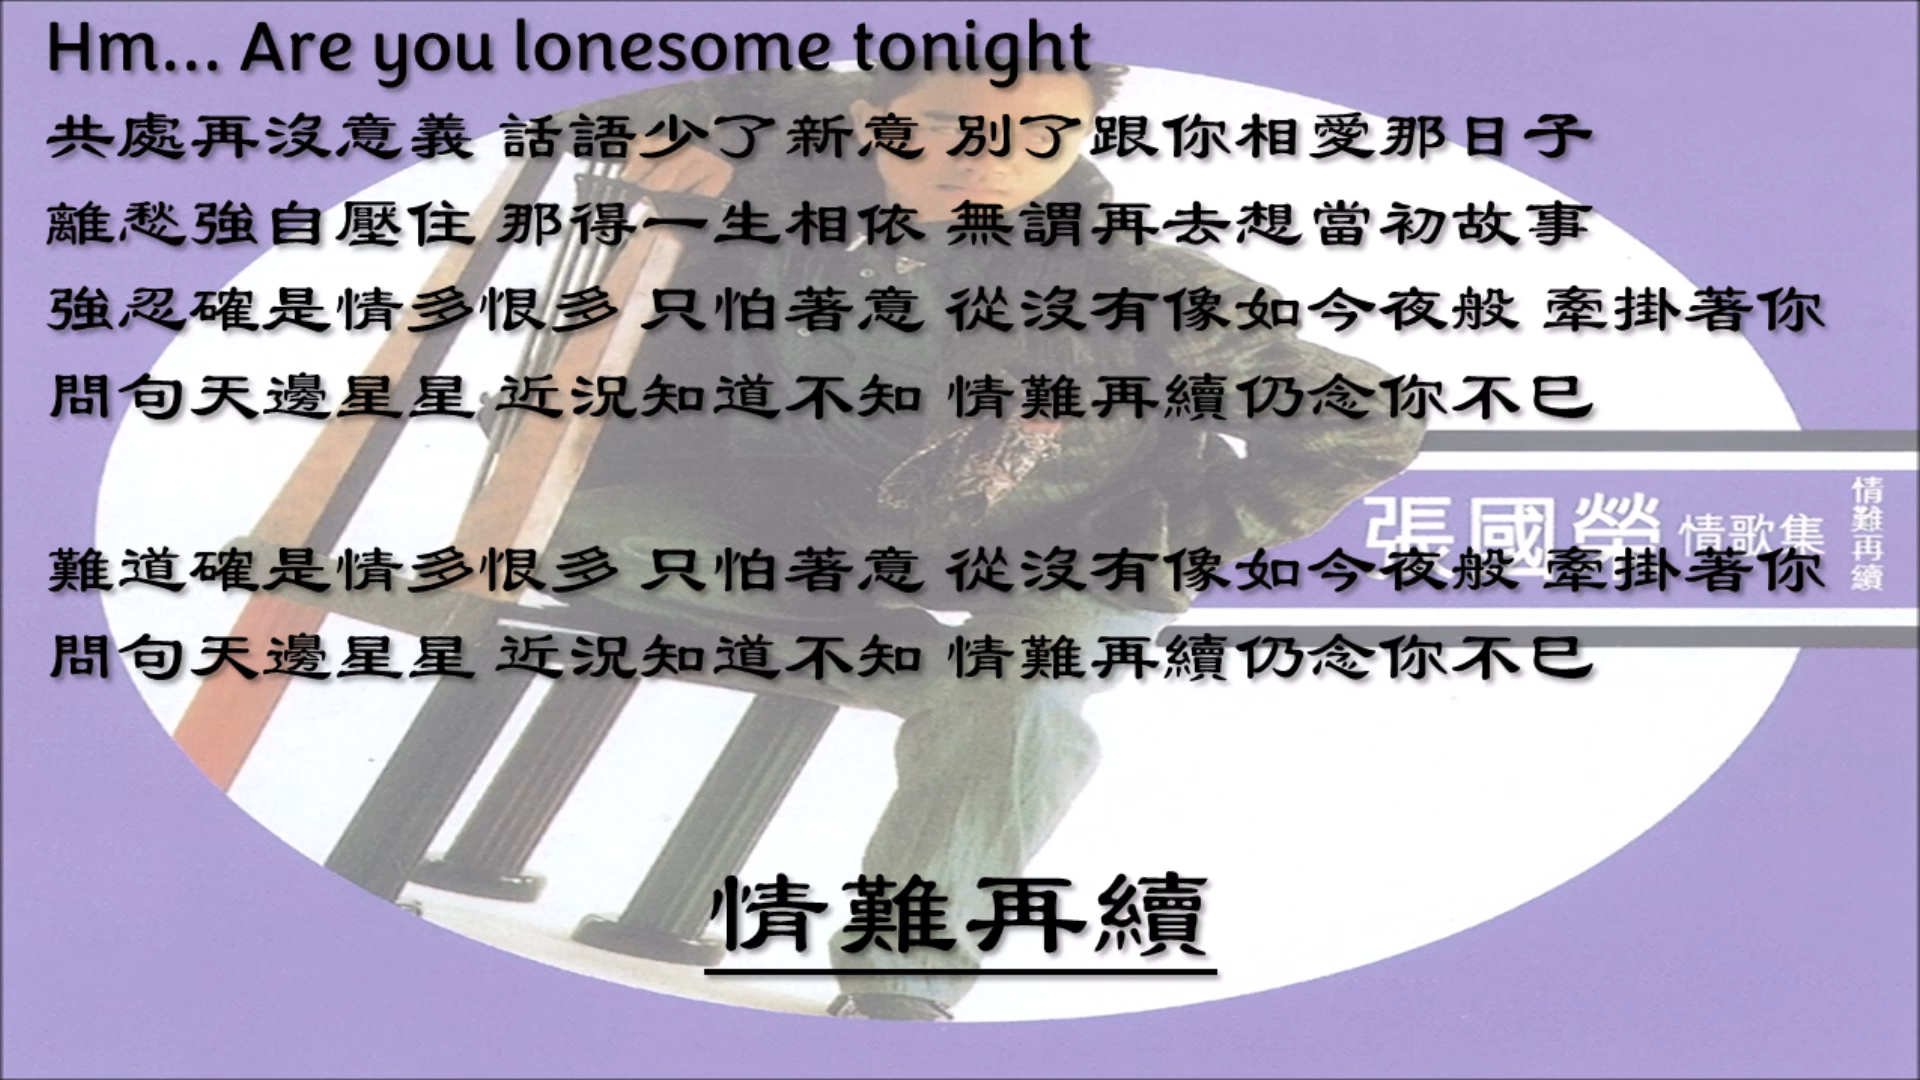 Hm... Are you lonesome tonight
共處再沒意義 話語少了新意 別了跟你相愛那日子
離愁強自壓住 那得一生相依 無謂再去想當初故事
強忍確是情多恨多 只怕著意 從沒有像如今夜般 牽掛著你
問句天邊星星 近況知道不知 情難再續仍念你不已
張國榮 情歌集
情難再續
難道確是情多恨多 只怕著意 從沒有像如今夜般 牽掛著你
問句天邊星星 近況知道不知 情難再續仍念你不已
情難再續